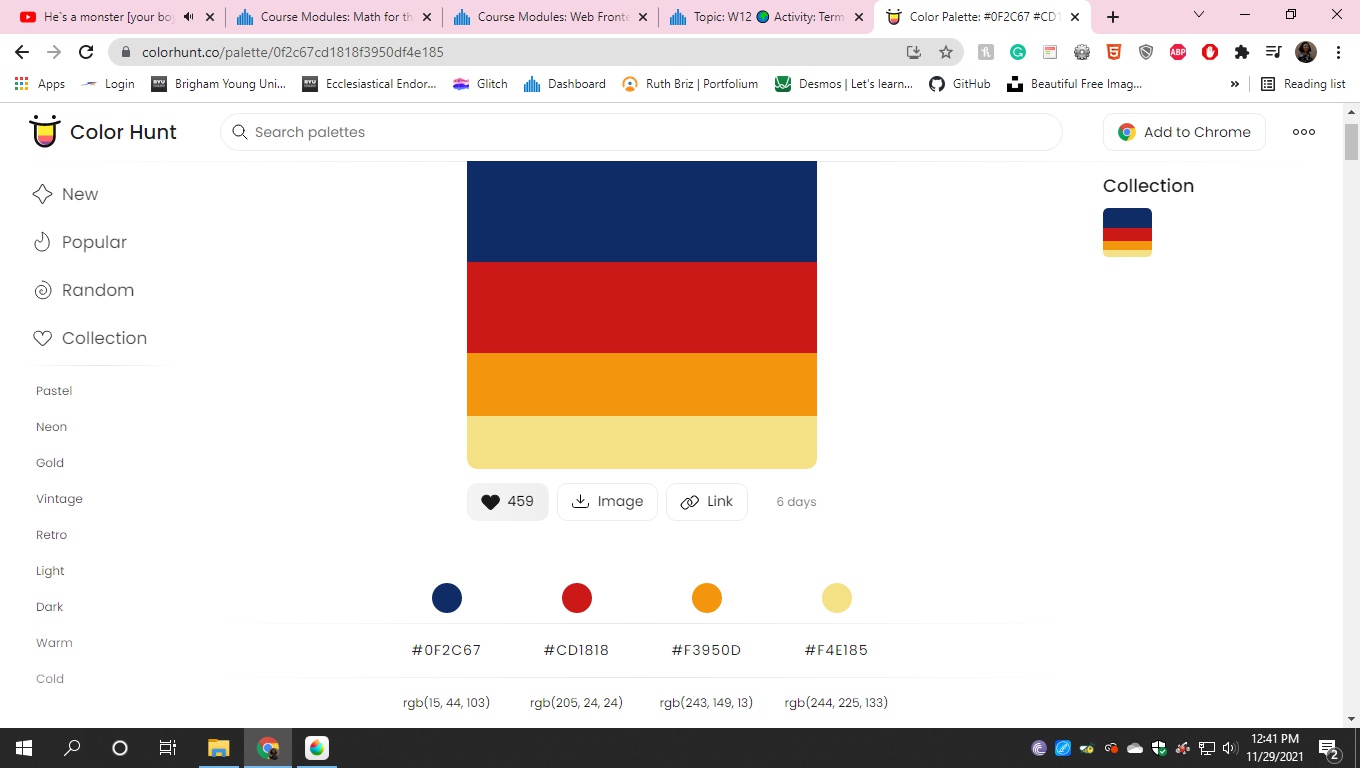 He`s a monster [your bo
Course Modules: Math for th
Course Modules: Web Fronte
Topic: W12 🌍 Activity: Term
Color Palette: #0F2C67 #CD1
colorhunt.co/palette/0f2c67cd1818f3950df4e185
Apps
Login
Brigham Young Uni...
Ecclesiastical Endor...
Glitch
Dashboard
Ruth Briz | Portfolium
Desmos | Let's learn...
GitHub
Beautiful Free Imag...
»
Reading list
Color Hunt
Search palettes
Add to Chrome
New
Popular
Random
Collection
Pastel
Neon
Gold
Vintage
Retro
Light
Dark
Warm
Cold
459
Image
Link
6 days
#0F2C67 #CD1818 #F3950D #F4E185
rgb(15, 44, 103) rgb(205, 24, 24) rgb(243, 149, 13) rgb(244, 225, 133)
Collection
12:41 PM
11/29/2021
2